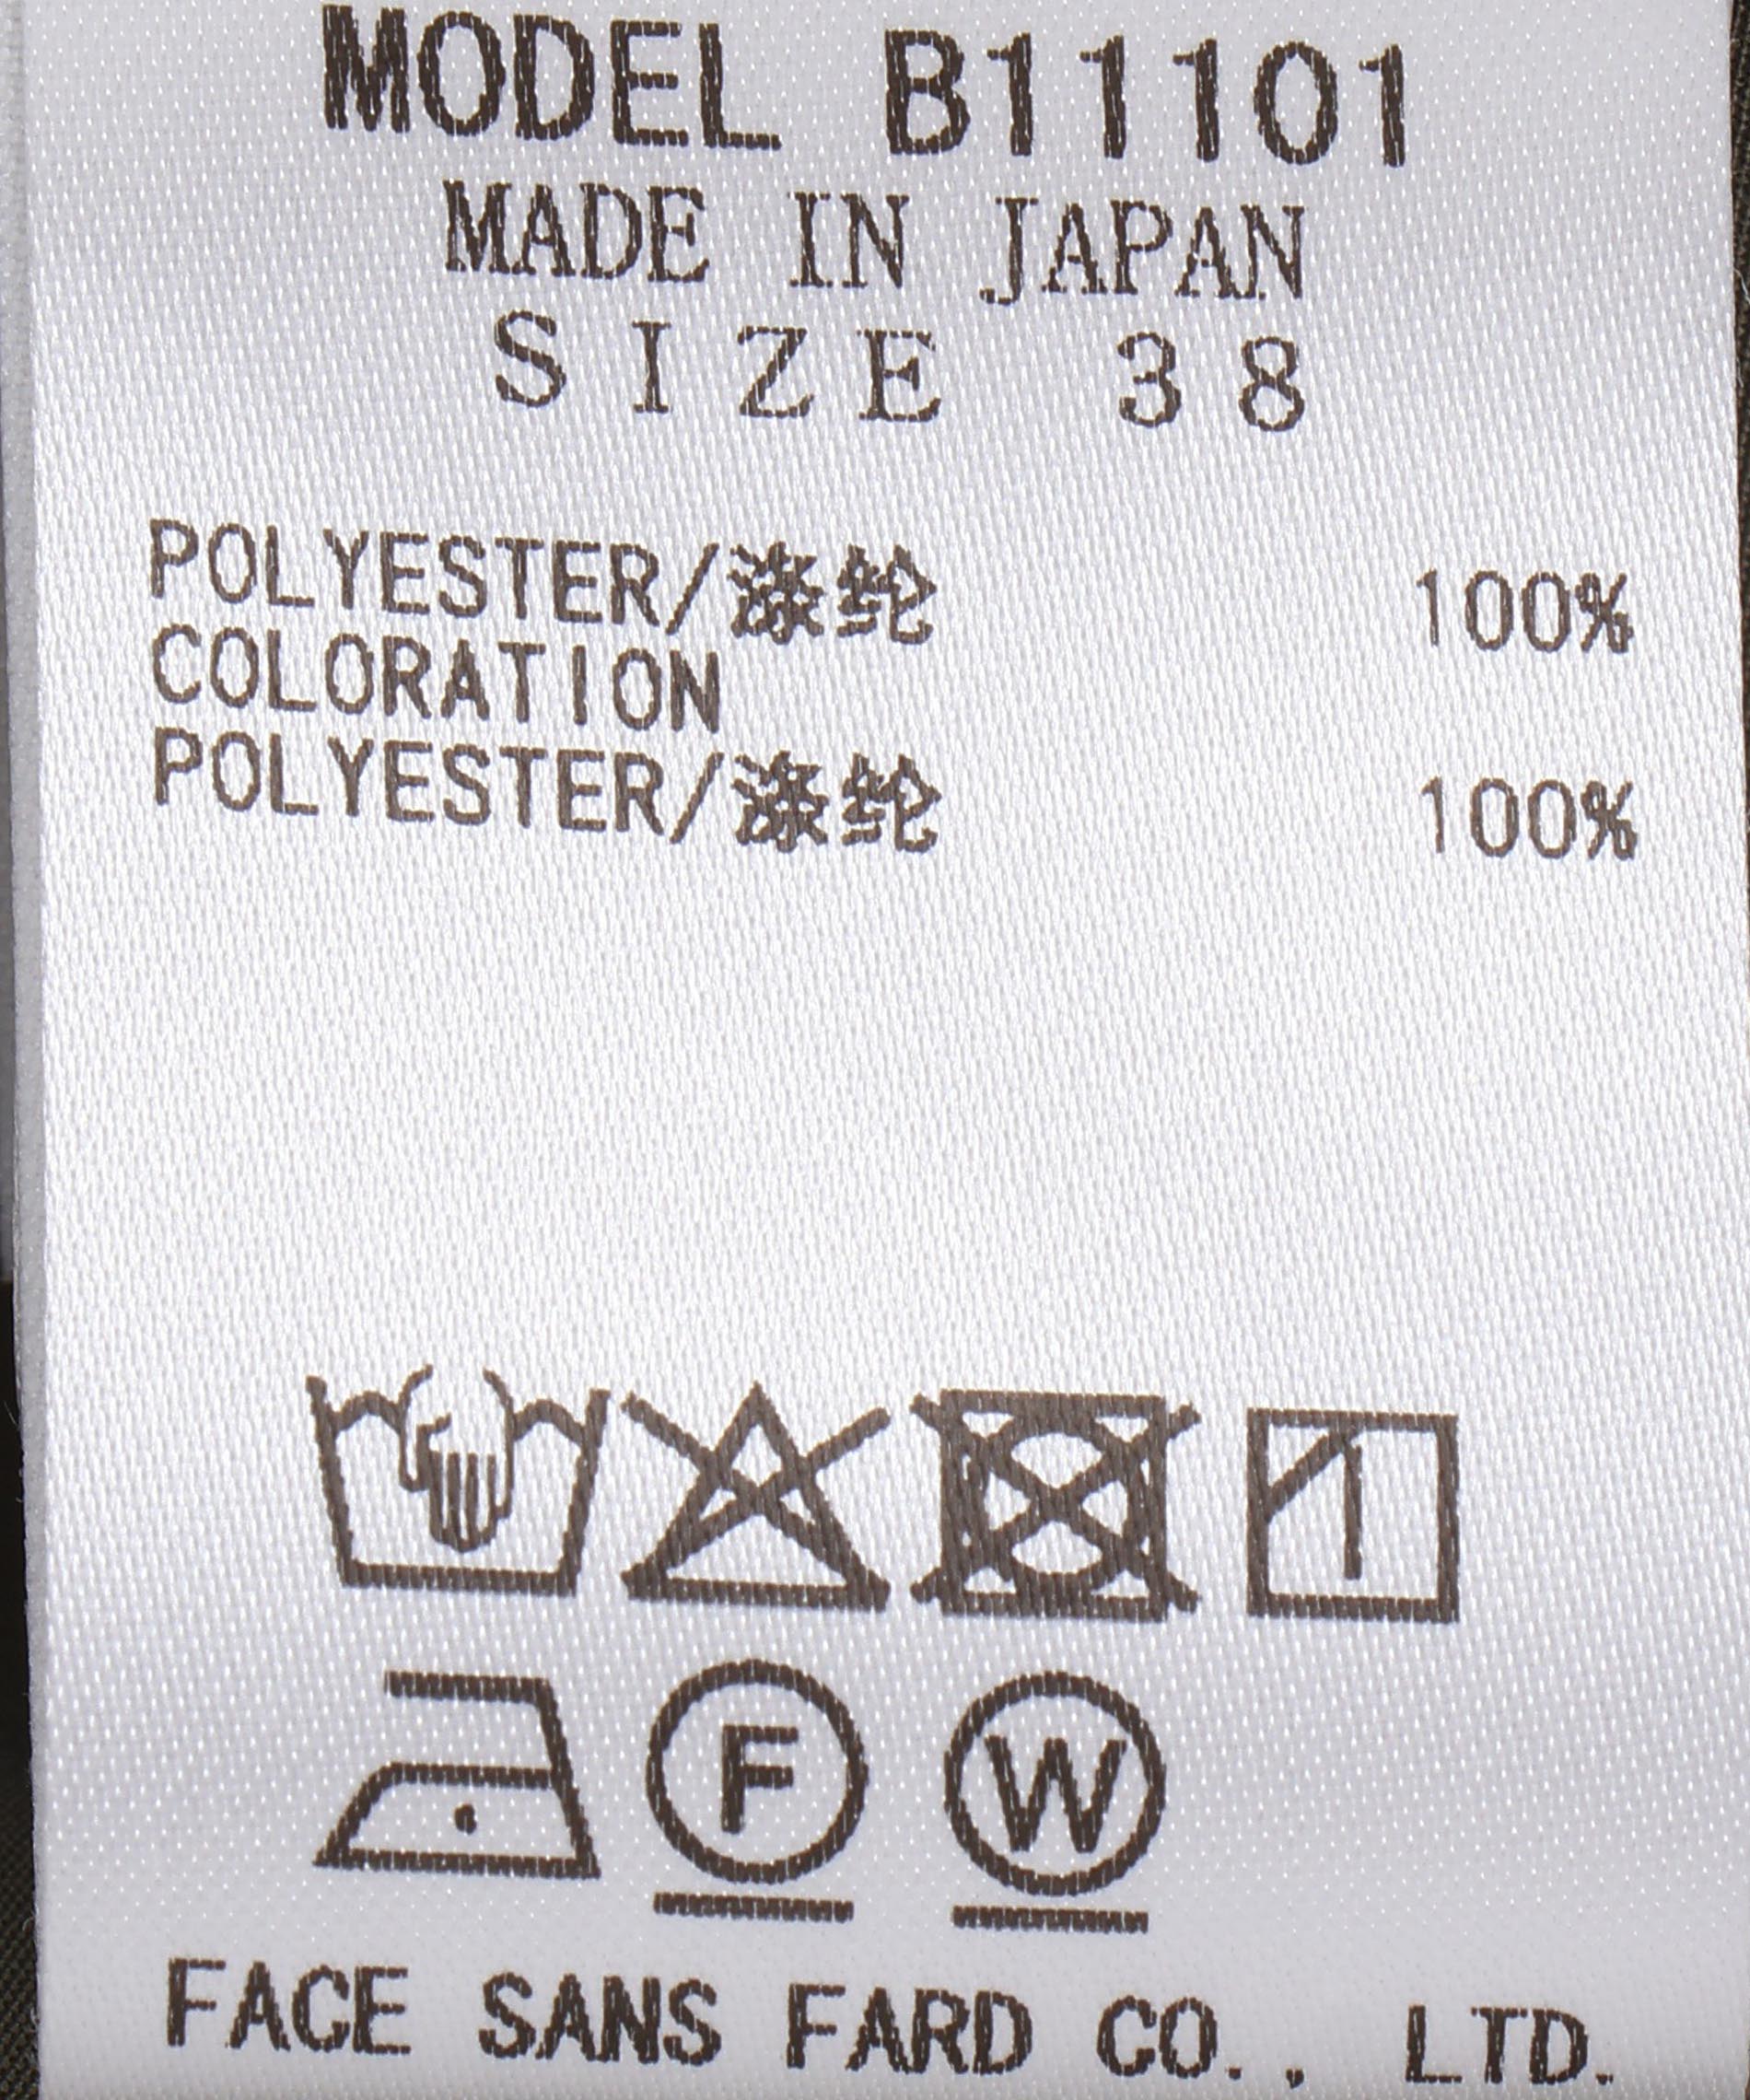 MODEL B11101
MADE IN JAPAN
SIZE 38
POLYESTER/涤纶 100%
COLORATION
POLYESTER/涤纶 100%
F W
FACE SANS FARD CO., LTD.